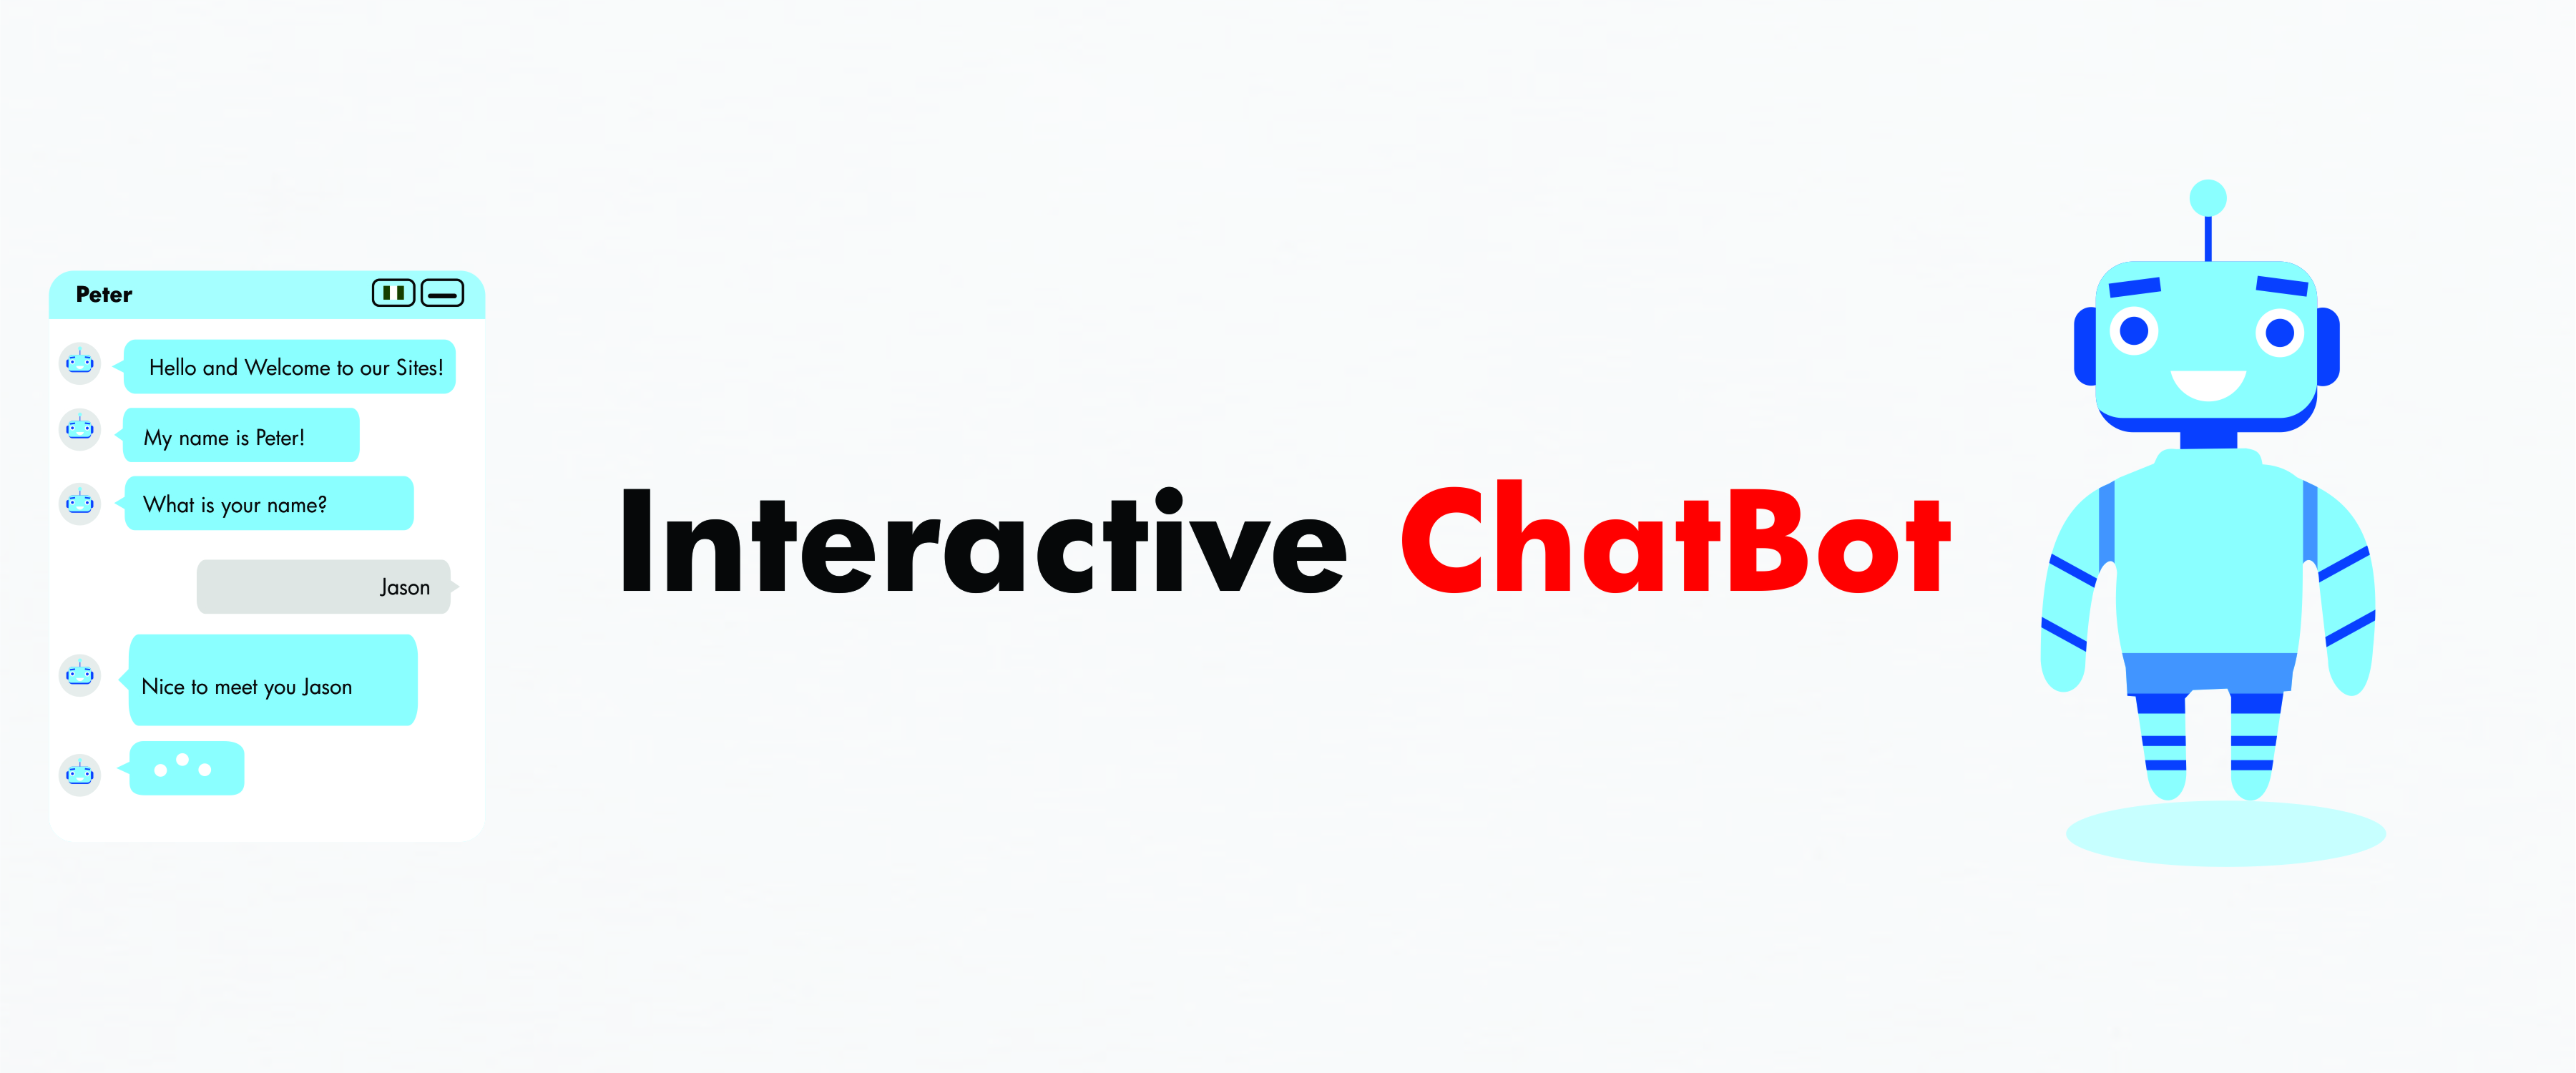 Peter
Hello and Welcome to our Sites!
My name is Peter!
What is your name?
Jason
Nice to meet you Jason
Interactive ChatBot